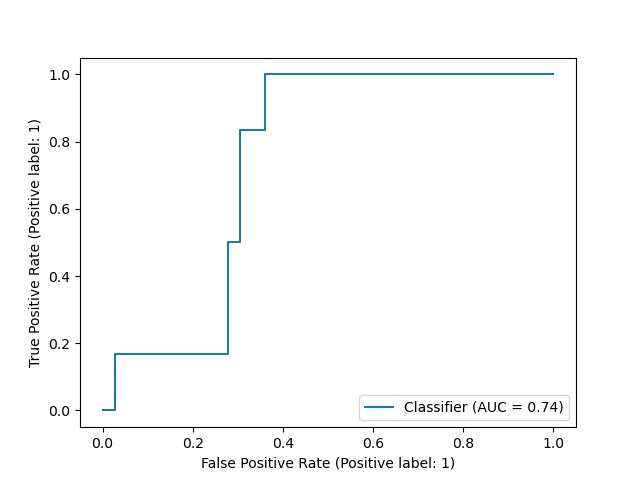 True Positive Rate (Positive label: 1)
1.0
0.8
0.6
0.4
0.2
0.0
Classifier (AUC = 0.74)
0.0 0.2 0.4 0.6 0.8 1.0
False Positive Rate (Positive label: 1)